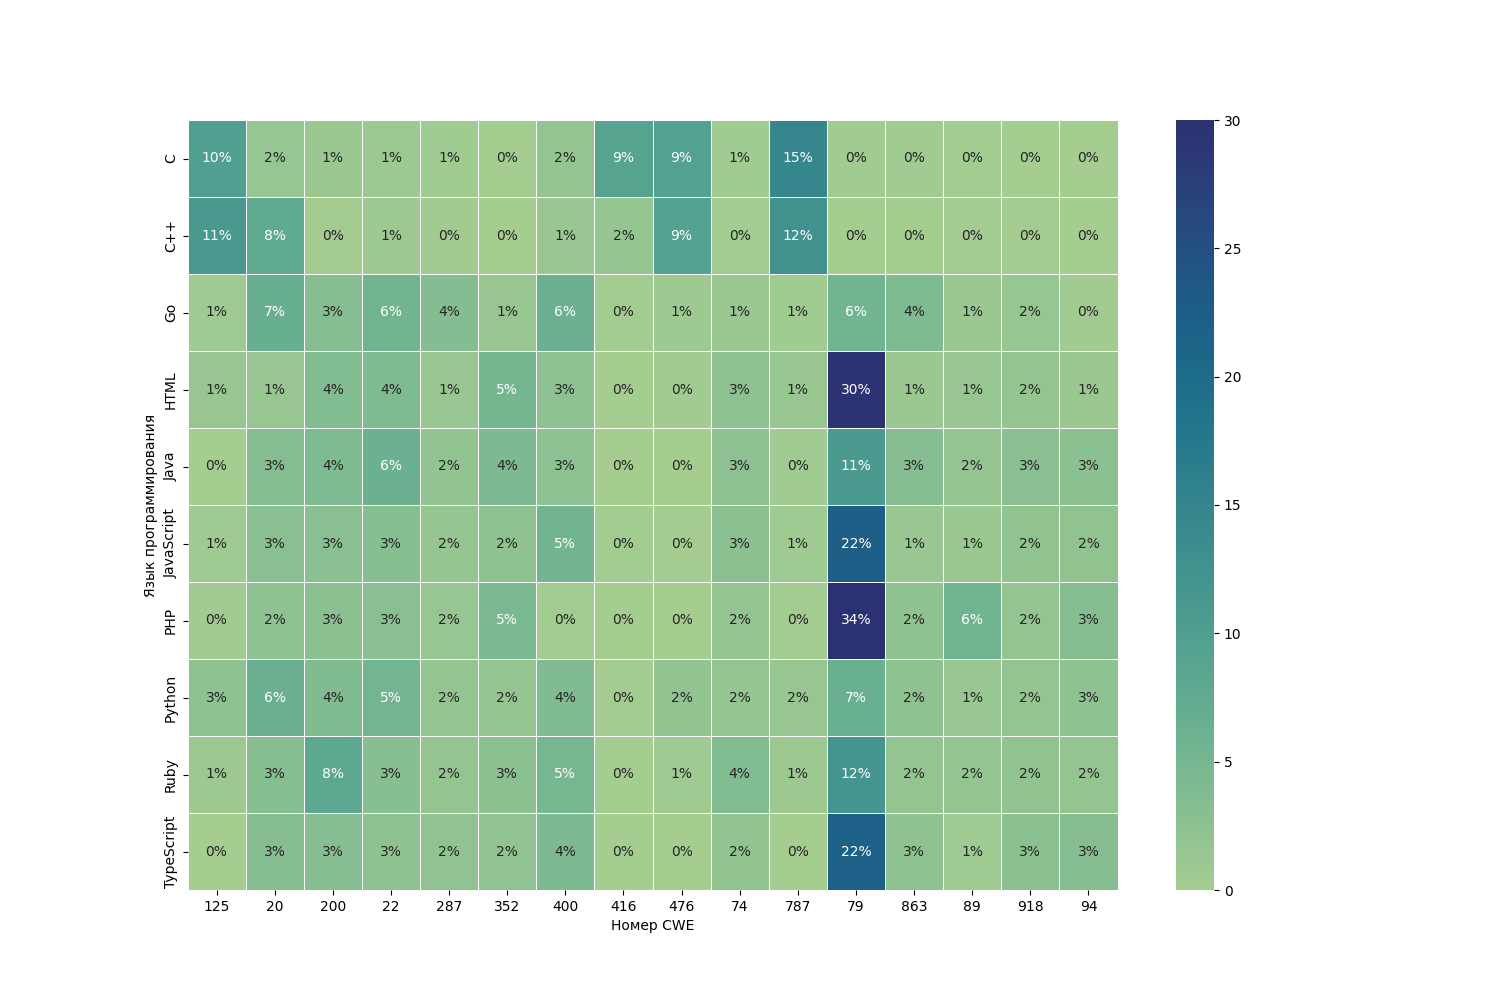 Язык программирования
C 10% 2% 1% 1% 1% 0% 2% 9% 9% 1% 15% 0% 0% 0% 0% 0%
C++ 11% 8% 0% 1% 0% 0% 1% 2% 9% 0% 12% 0% 0% 0% 0% 0%
Go 1% 7% 3% 6% 4% 1% 6% 0% 1% 1% 1% 6% 4% 1% 2% 0%
HTML 1% 1% 4% 4% 1% 5% 3% 0% 0% 3% 1% 30% 1% 1% 2% 1%
Java 0% 3% 4% 6% 2% 4% 3% 0% 0% 3% 0% 11% 3% 2% 3% 3%
JavaScript 1% 3% 3% 3% 2% 2% 5% 0% 0% 3% 1% 22% 1% 1% 2% 2%
PHP 0% 2% 3% 3% 2% 5% 0% 0% 0% 2% 0% 34% 2% 6% 2% 3%
Python 3% 6% 4% 5% 2% 2% 4% 0% 2% 2% 2% 7% 2% 1% 2% 3%
Ruby 1% 3% 8% 3% 2% 3% 5% 0% 1% 4% 1% 12% 2% 2% 2% 2%
TypeScript 0% 3% 3% 3% 2% 2% 4% 0% 0% 2% 0% 22% 3% 1% 3% 3%
125 20 200 22 287 352 400 416 476 74 787 79 863 89 918 94
Номер CWE
30
25
20
15
10
5
0